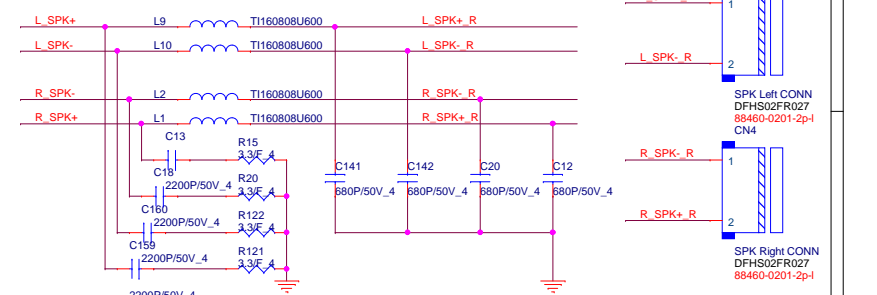 L_SPK+ L9 TI160808U600 L_SPK+_R
1
L_SPK- L10 TI160808U600 L_SPK-_R
L_SPK-_R 2
R_SPK- L2 TI160808U600 R_SPK-_R
R_SPK+ L1 TI160808U600 R_SPK+_R
SPK Left CONN
DFHS02FR027
88460-0201-2p-l
CN4
C13 R15
3.3/F_4
C18
2200P/50V_4
R20
3.3/F_4
C160
2200P/50V_4
R122
3.3/F_4
C159
2200P/50V_4
R121
3.3/F_4
2200P/50V_4
C141 C142 C20 C12
680P/50V_4 680P/50V_4 680P/50V_4 680P/50V_4
R_SPK-_R 1
R_SPK+_R 2
SPK Right CONN
DFHS02FR027
88460-0201-2p-l